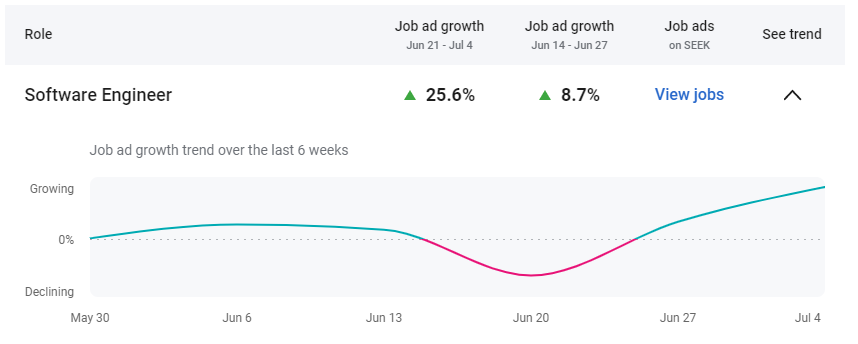 Role
Job ad growth
Jun 21 - Jul 4
Job ad growth
Jun 14 - Jun 27
Job ads
on SEEK
See trend
Software Engineer
25.6%
8.7%
View jobs
Job ad growth trend over the last 6 weeks
Growing
0%
Declining
May 30
Jun 6
Jun 13
Jun 20
Jun 27
Jul 4